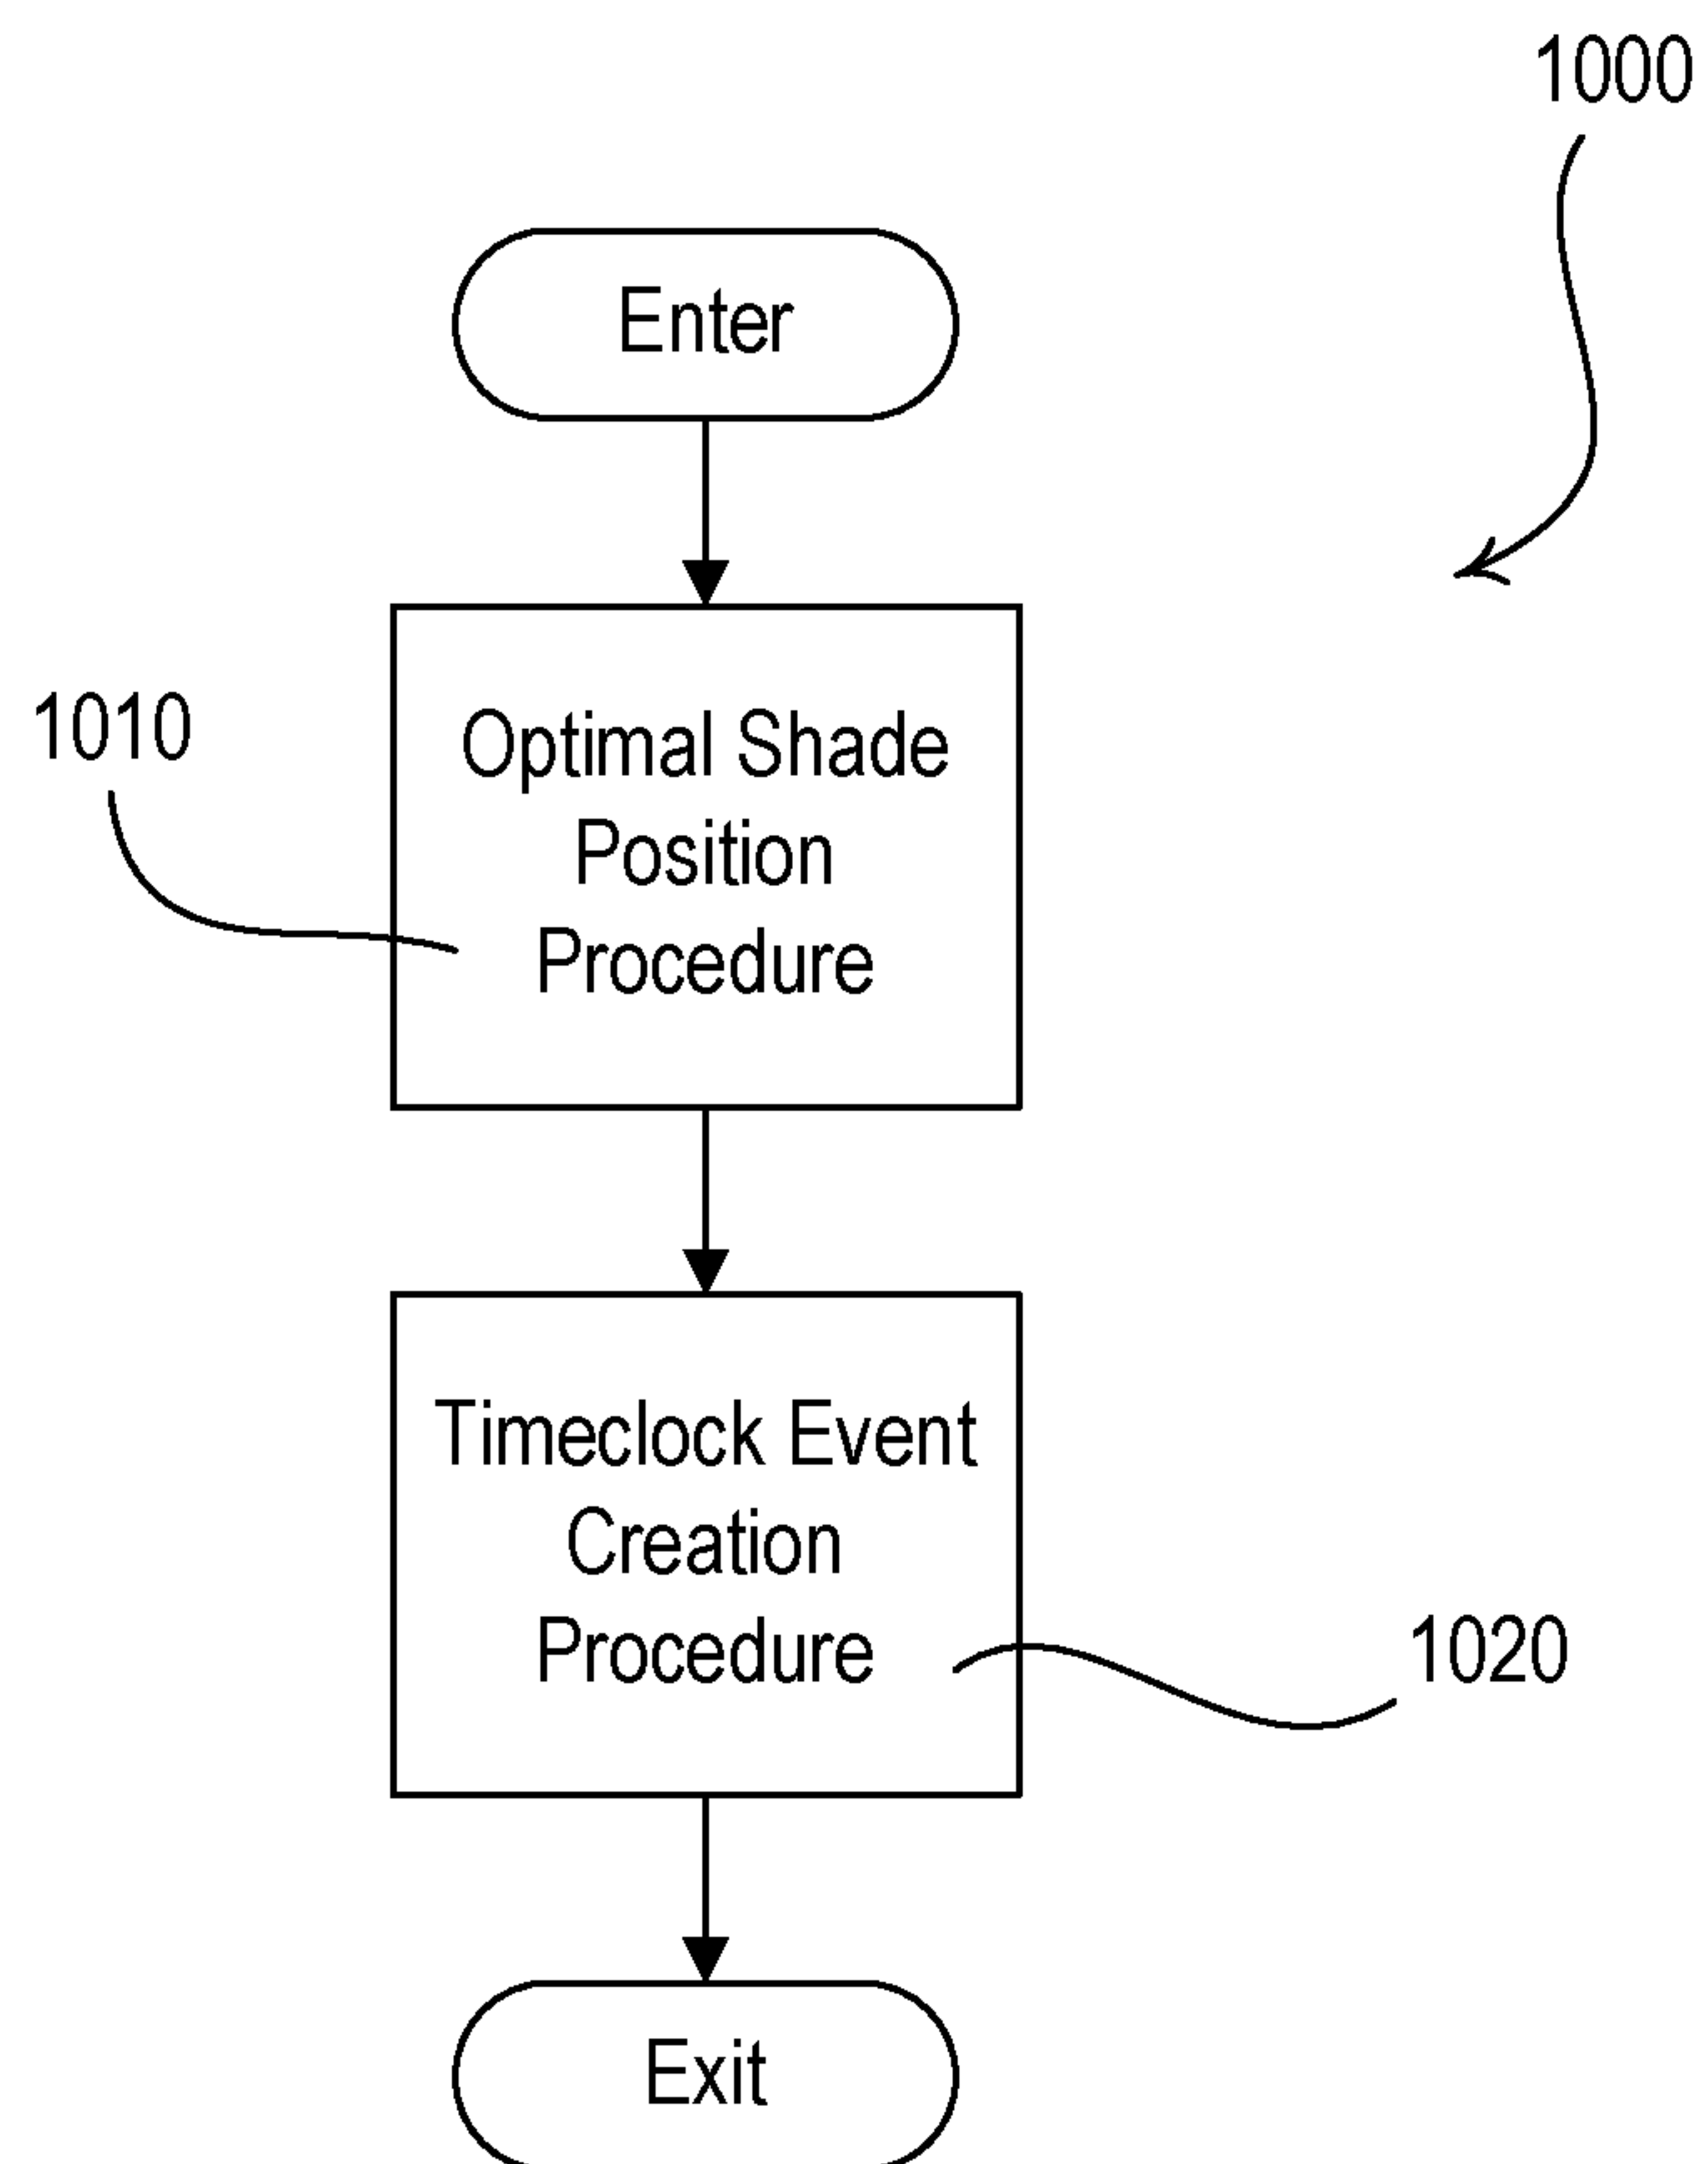 1000
Enter
1010
Optimal Shade
Position
Procedure
Timeclock Event
Creation
Procedure
1020
Exit